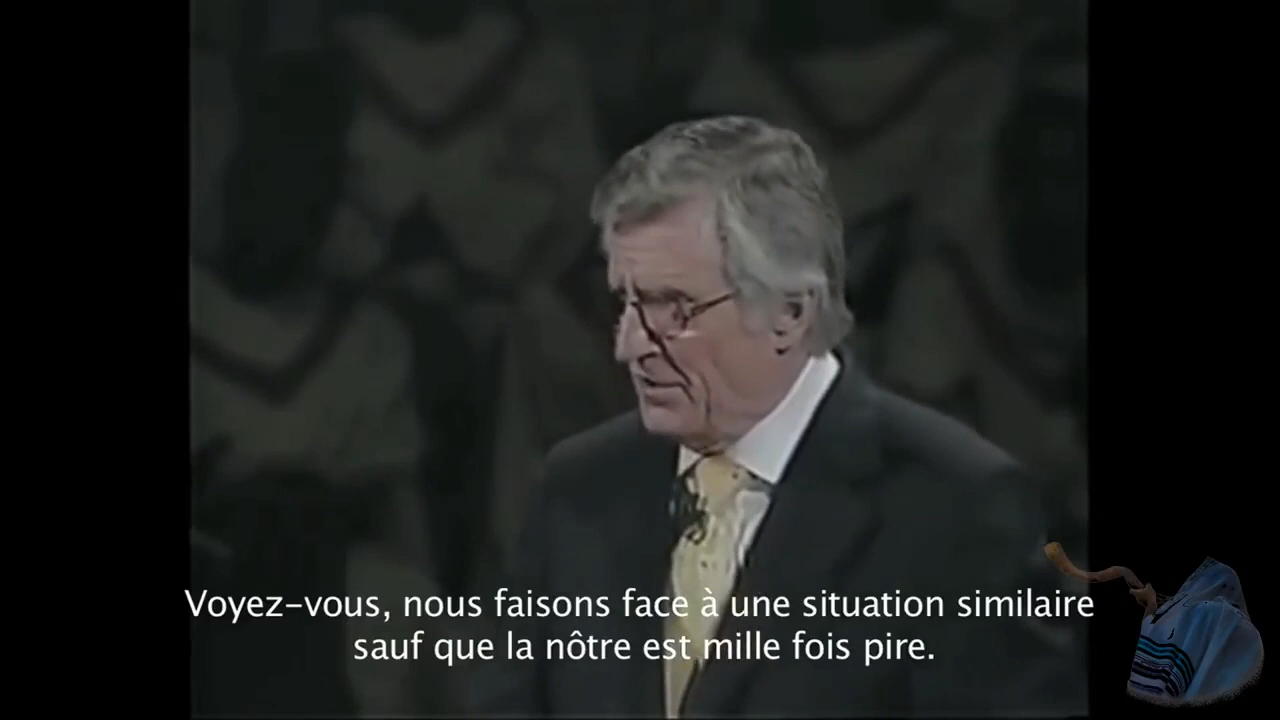 Voyez-vous, nous faisons face à une situation similaire
sauf que la nôtre est mille fois pire.